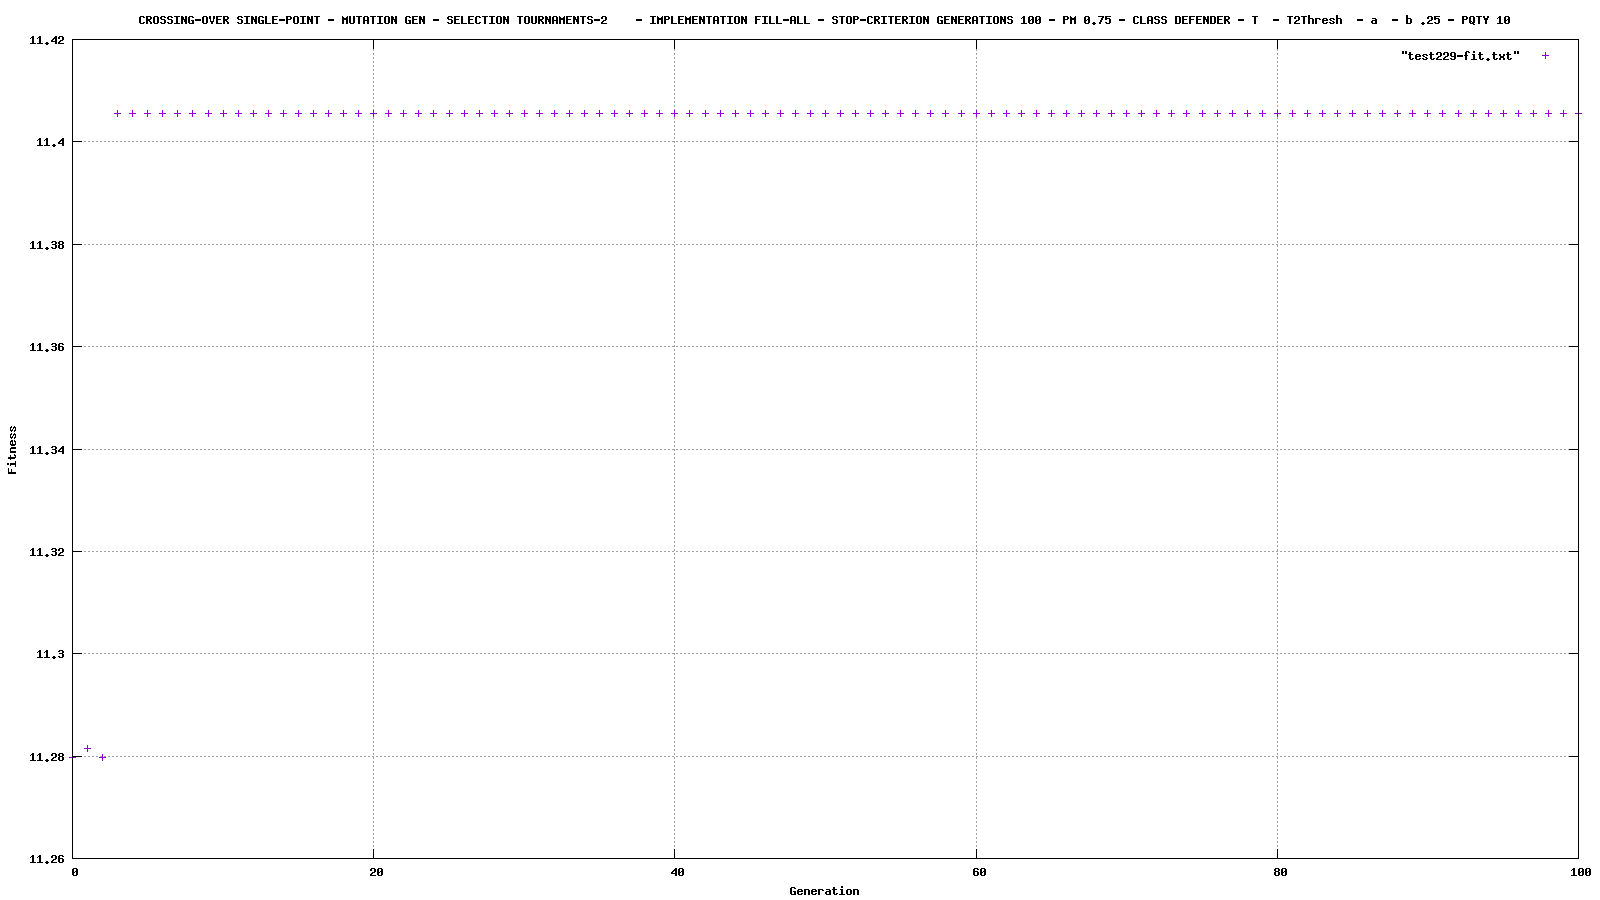 CROSSING-OVER SINGLE-POINT - MUTATION GEN - SELECTION TOURNAMENTS-2    - IMPLEMENTATION FILL-ALL - STOP-CRITERION GENERATIONS 100 - PM 0.75 - CLASS DEFENDER - T  - T2Thresh  - a  - b .25 - PQTY 10
"test229-fit.txt"
11.42
11.4
11.38
11.36
11.34
11.32
11.3
11.28
11.26
Fitness
0 20 40 60 80 100
Generation